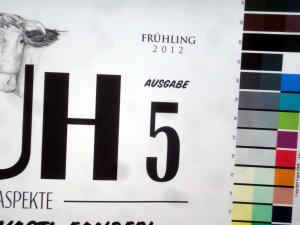 FRÜHLING
2012
AUSGABE
UH 5
ASPEKTE